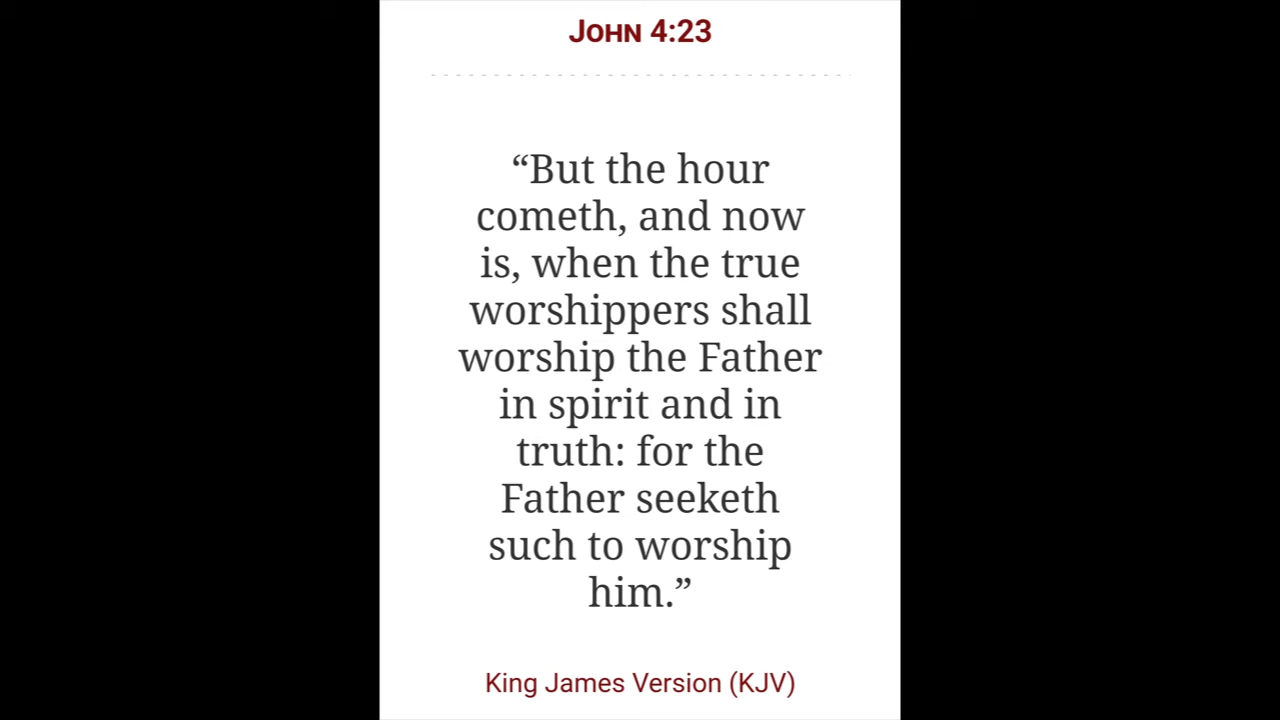 John 4:23
“But the hour
cometh, and now
is, when the true
worshippers shall
worship the Father
in spirit and in
truth: for the
Father seeketh
such to worship
him.”
King James Version (KJV)